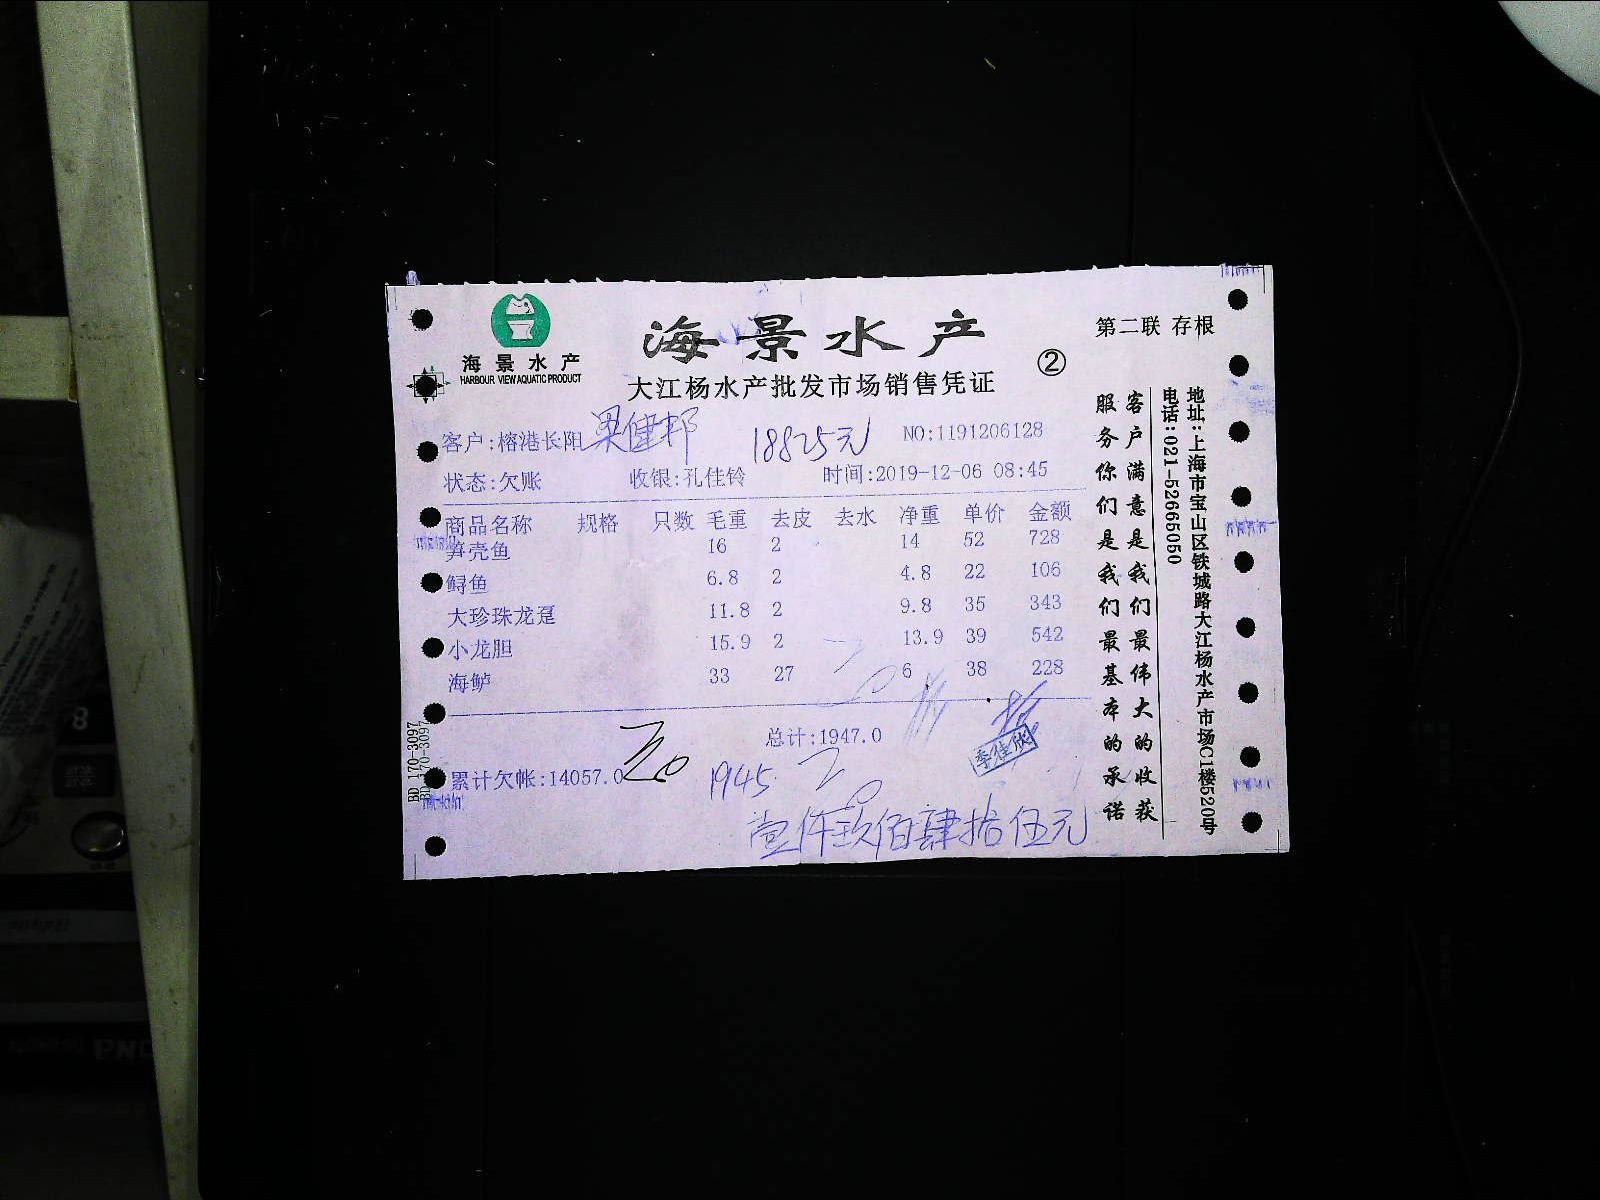 海景水产
HARBOUR VIEW AQUATIC PRODUCT
海景水产
大江杨水产批发市场销售凭证
②
第二联 存根
客户:榕港长阳 梁健邦 18825元 NO:1191206128
状态:欠账 收银:孔佳铃 时间:2019-12-06 08:45
商品名称 规格 只数 毛重 去皮 去水 净重 单价 金额
笋壳鱼 16 2 14 52 728
鲟鱼 6.8 2 4.8 22 106
大珍珠龙趸 11.8 2 9.8 35 343
小龙胆 15.9 2 13.9 39 542
海鲈 33 27 6 38 228
总计:1947.0
李佳欣
累计欠帐:14057.0
1945
壹仟玖佰肆拾伍元
客户满意是我们最伟大的收获
服务你们是我们最基本的承诺
地址:上海市宝山区铁城路大江杨水产市场C1楼520号
电话:021-52665050
BD 170-3097
BD 170-3097